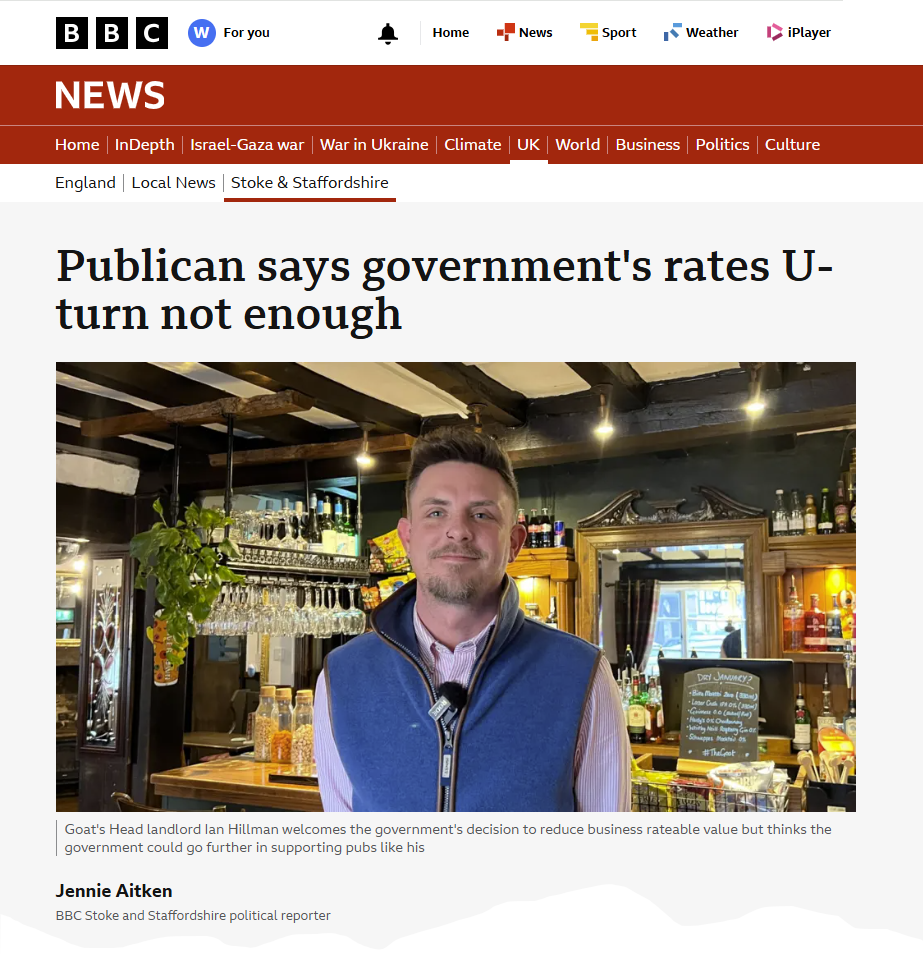 BBC W For you Home News Sport Weather iPlayer
NEWS
Home InDepth Israel-Gaza war War in Ukraine Climate UK World Business Politics Culture
England Local News Stoke & Staffordshire
Publican says government's rates U-
turn not enough
DRY JANUARY?
#TheGoat
Goat's Head landlord Ian Hillman welcomes the government's decision to reduce business rateable value but thinks the
government could go further in supporting pubs like his
Jennie Aitken
BBC Stoke and Staffordshire political reporter